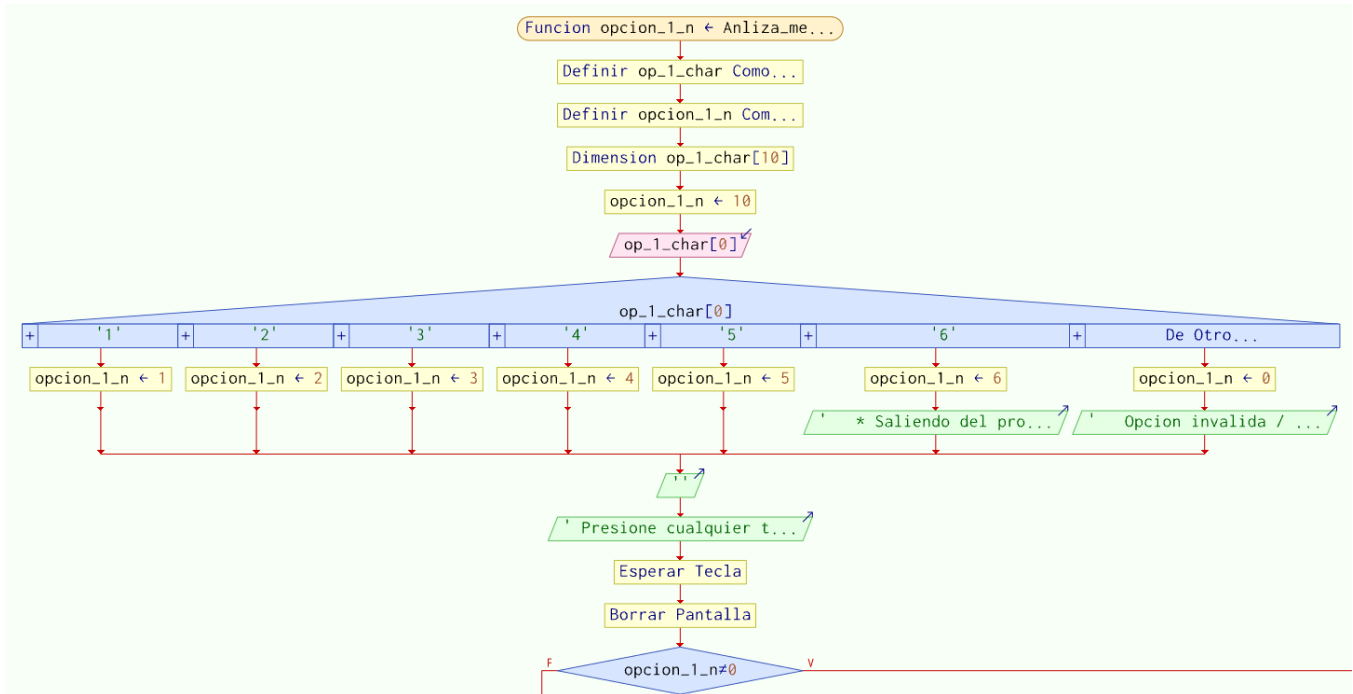 Funcion opcion_1_n ← Anliza_me...
Definir op_1_char Como...
Definir opcion_1_n Com...
Dimension op_1_char[10]
opcion_1_n ← 10
op_1_char[0]
op_1_char[0]
+ '1' + '2' + '3' + '4' + '5' + '6' + De Otro...
opcion_1_n ← 1 opcion_1_n ← 2 opcion_1_n ← 3 opcion_1_n ← 4 opcion_1_n ← 5 opcion_1_n ← 6 opcion_1_n ← 0
'   * Saliendo del pro... '   Opcion invalida / ...
''
' Presione cualquier t...
Esperar Tecla
Borrar Pantalla
F opcion_1_n≠0 V